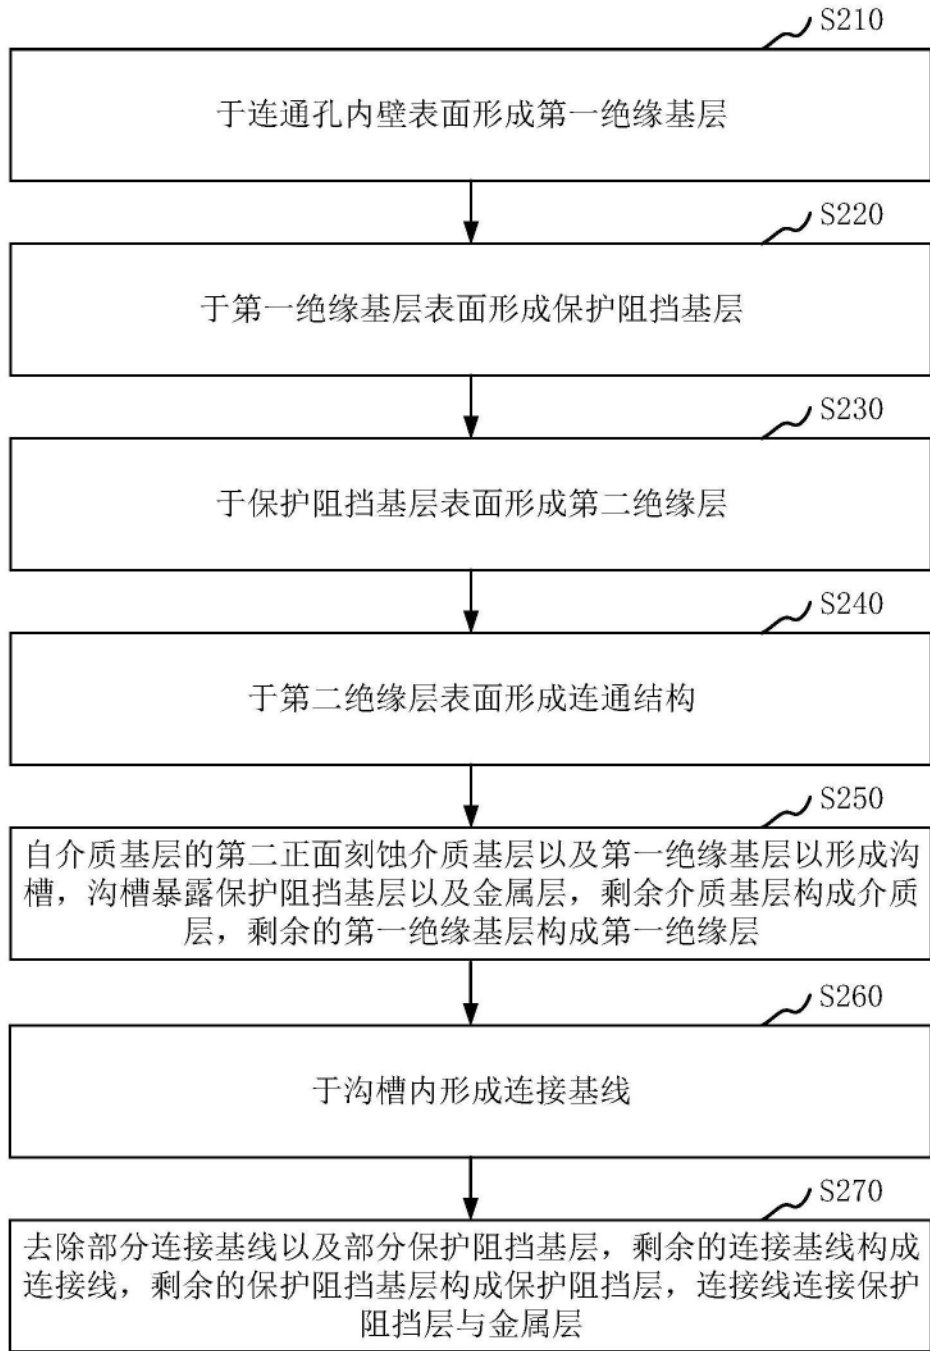 S210
于连通孔内壁表面形成第一绝缘基层
S220
于第一绝缘基层表面形成保护阻挡基层
S230
于保护阻挡基层表面形成第二绝缘层
S240
于第二绝缘层表面形成连通结构
S250
自介质基层的第二正面刻蚀介质基层以及第一绝缘基层以形成沟
槽，沟槽暴露保护阻挡基层以及金属层，剩余介质基层构成介质
层，剩余的第一绝缘基层构成第一绝缘层
S260
于沟槽内形成连接基线
S270
去除部分连接基线以及部分保护阻挡基层，剩余的连接基线构成
连接线，剩余的保护阻挡基层构成保护阻挡层，连接线连接保护
阻挡层与金属层